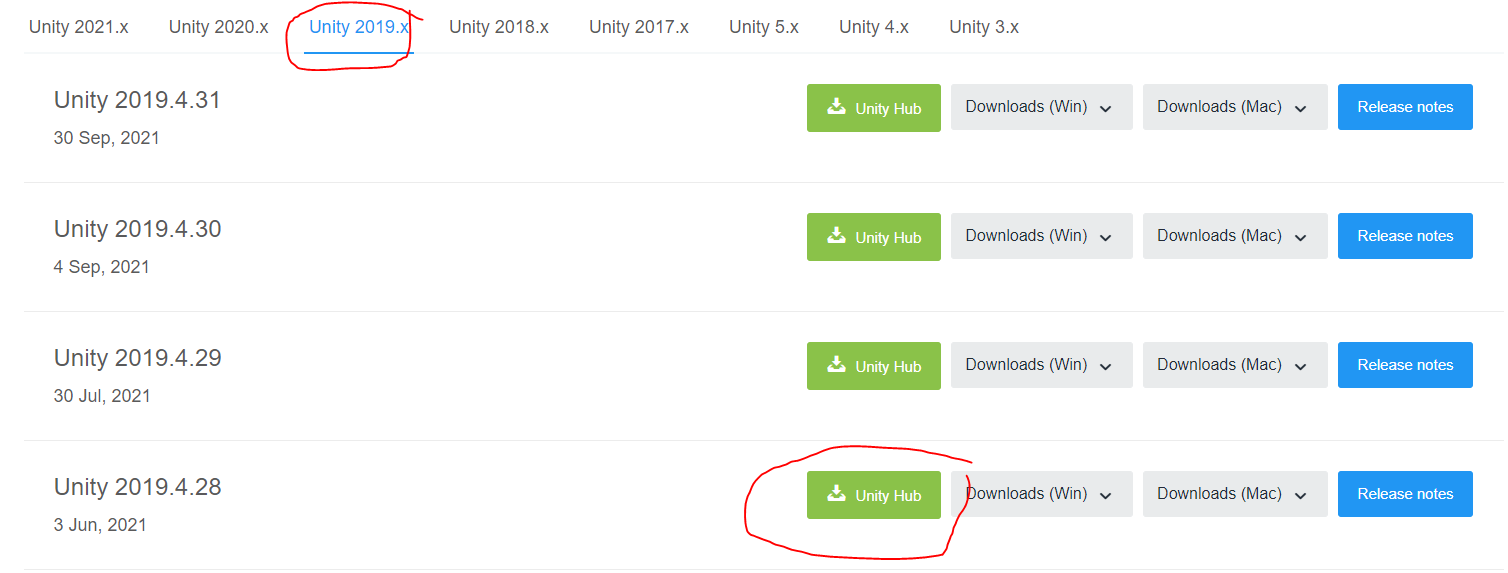 Unity 2021.x Unity 2020.x Unity 2019.x Unity 2018.x Unity 2017.x Unity 5.x Unity 4.x Unity 3.x
Unity 2019.4.31
Unity Hub Downloads (Win) Downloads (Mac) Release notes
30 Sep, 2021
Unity 2019.4.30
Unity Hub Downloads (Win) Downloads (Mac) Release notes
4 Sep, 2021
Unity 2019.4.29
Unity Hub Downloads (Win) Downloads (Mac) Release notes
30 Jul, 2021
Unity 2019.4.28
Unity Hub Downloads (Win) Downloads (Mac) Release notes
3 Jun, 2021